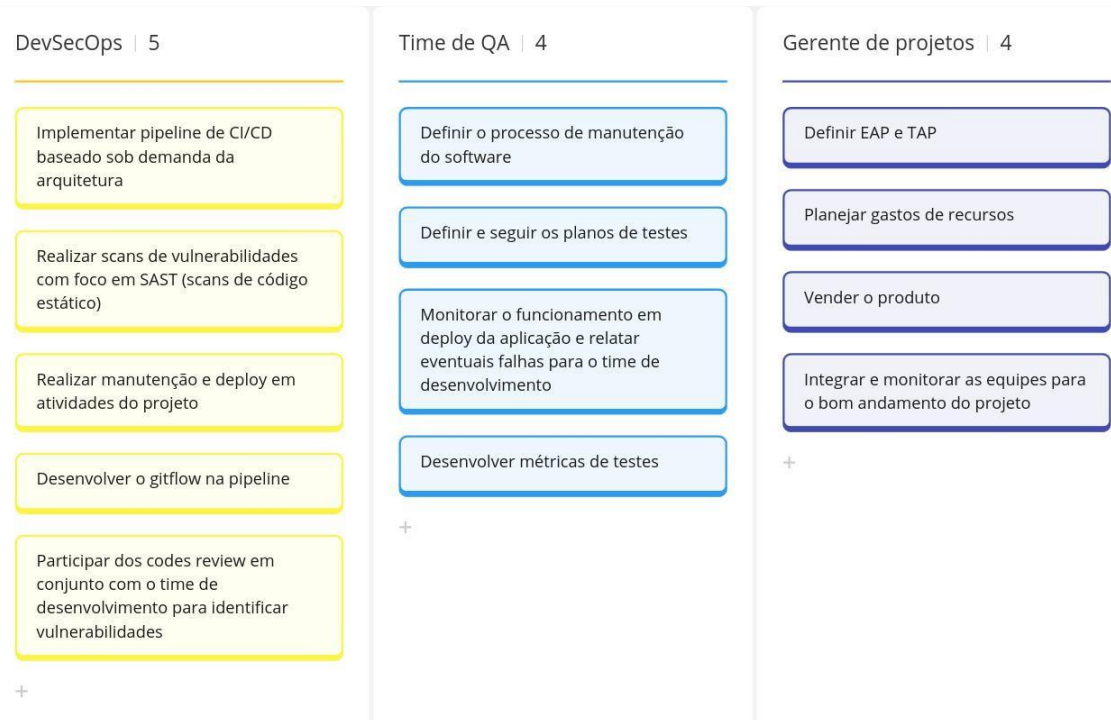 DevSecOps | 5
Implementar pipeline de CI/CD
baseado sob demanda da
arquitetura
Realizar scans de vulnerabilidades
com foco em SAST (scans de código
estático)
Realizar manutenção e deploy em
atividades do projeto
Desenvolver o gitflow na pipeline
Participar dos codes review em
conjunto com o time de
desenvolvimento para identificar
vulnerabilidades
+
Time de QA | 4
Definir o processo de manutenção
do software
Definir e seguir os planos de testes
Monitorar o funcionamento em
deploy da aplicação e relatar
eventuais falhas para o time de
desenvolvimento
Desenvolver métricas de testes
+
Gerente de projetos | 4
Definir EAP e TAP
Planejar gastos de recursos
Vender o produto
Integrar e monitorar as equipes para
o bom andamento do projeto
+